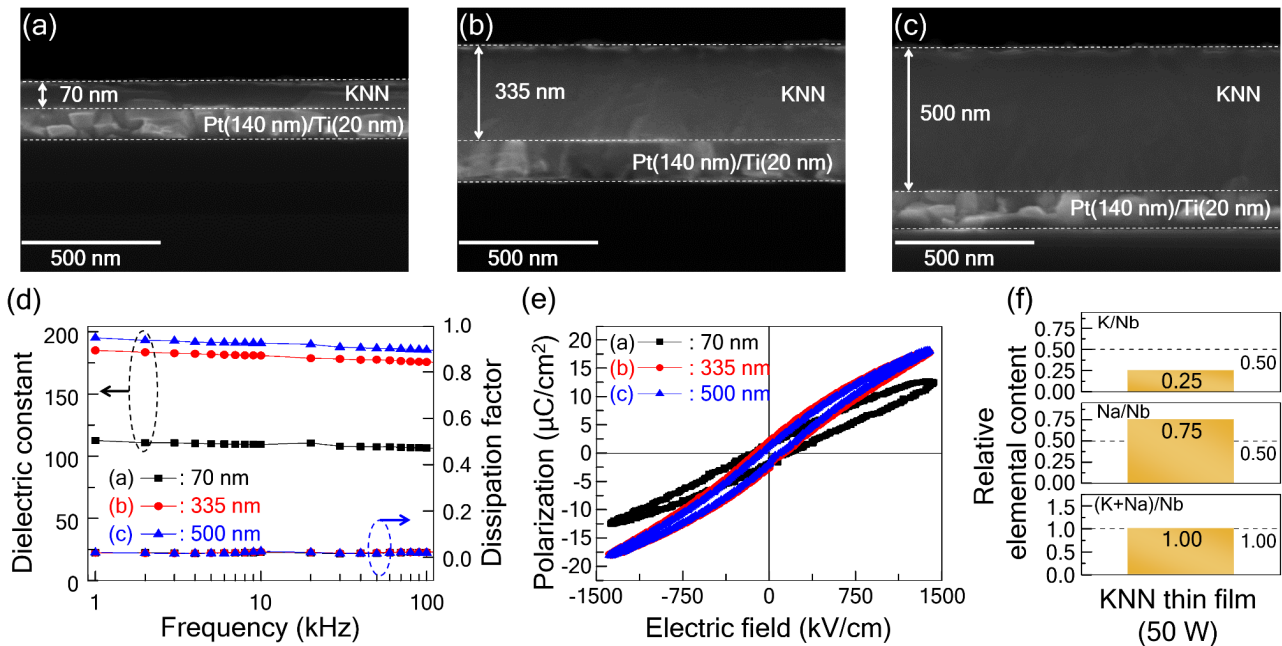 (a)
70 nm
KNN
Pt(140 nm)/Ti(20 nm)
500 nm
(b)
335 nm
KNN
Pt(140 nm)/Ti(20 nm)
500 nm
(c)
500 nm
KNN
Pt(140 nm)/Ti(20 nm)
500 nm
(d)
Dielectric constant
200
150
100
50
25
0
(a) : 70 nm
(b) : 335 nm
(c) : 500 nm
1.0
0.8
0.6
0.4
0.2
0.0
Dissipation factor
1
10
100
Frequency (kHz)
(e)
Polarization (µC/cm²)
25
20
15
10
5
0
-5
-10
-15
-20
(a) : 70 nm
(b) : 335 nm
(c) : 500 nm
-1500
-750
0
750
1500
Electric field (kV/cm)
(f)
Relative
elemental content
K/Nb
0.75
0.50
0.25
0.00
0.25
0.50
Na/Nb
0.75
0.50
0.25
0.00
0.75
0.50
(K+Na)/Nb
1.5
1.0
0.5
0.0
1.00
1.00
KNN thin film
(50 W)